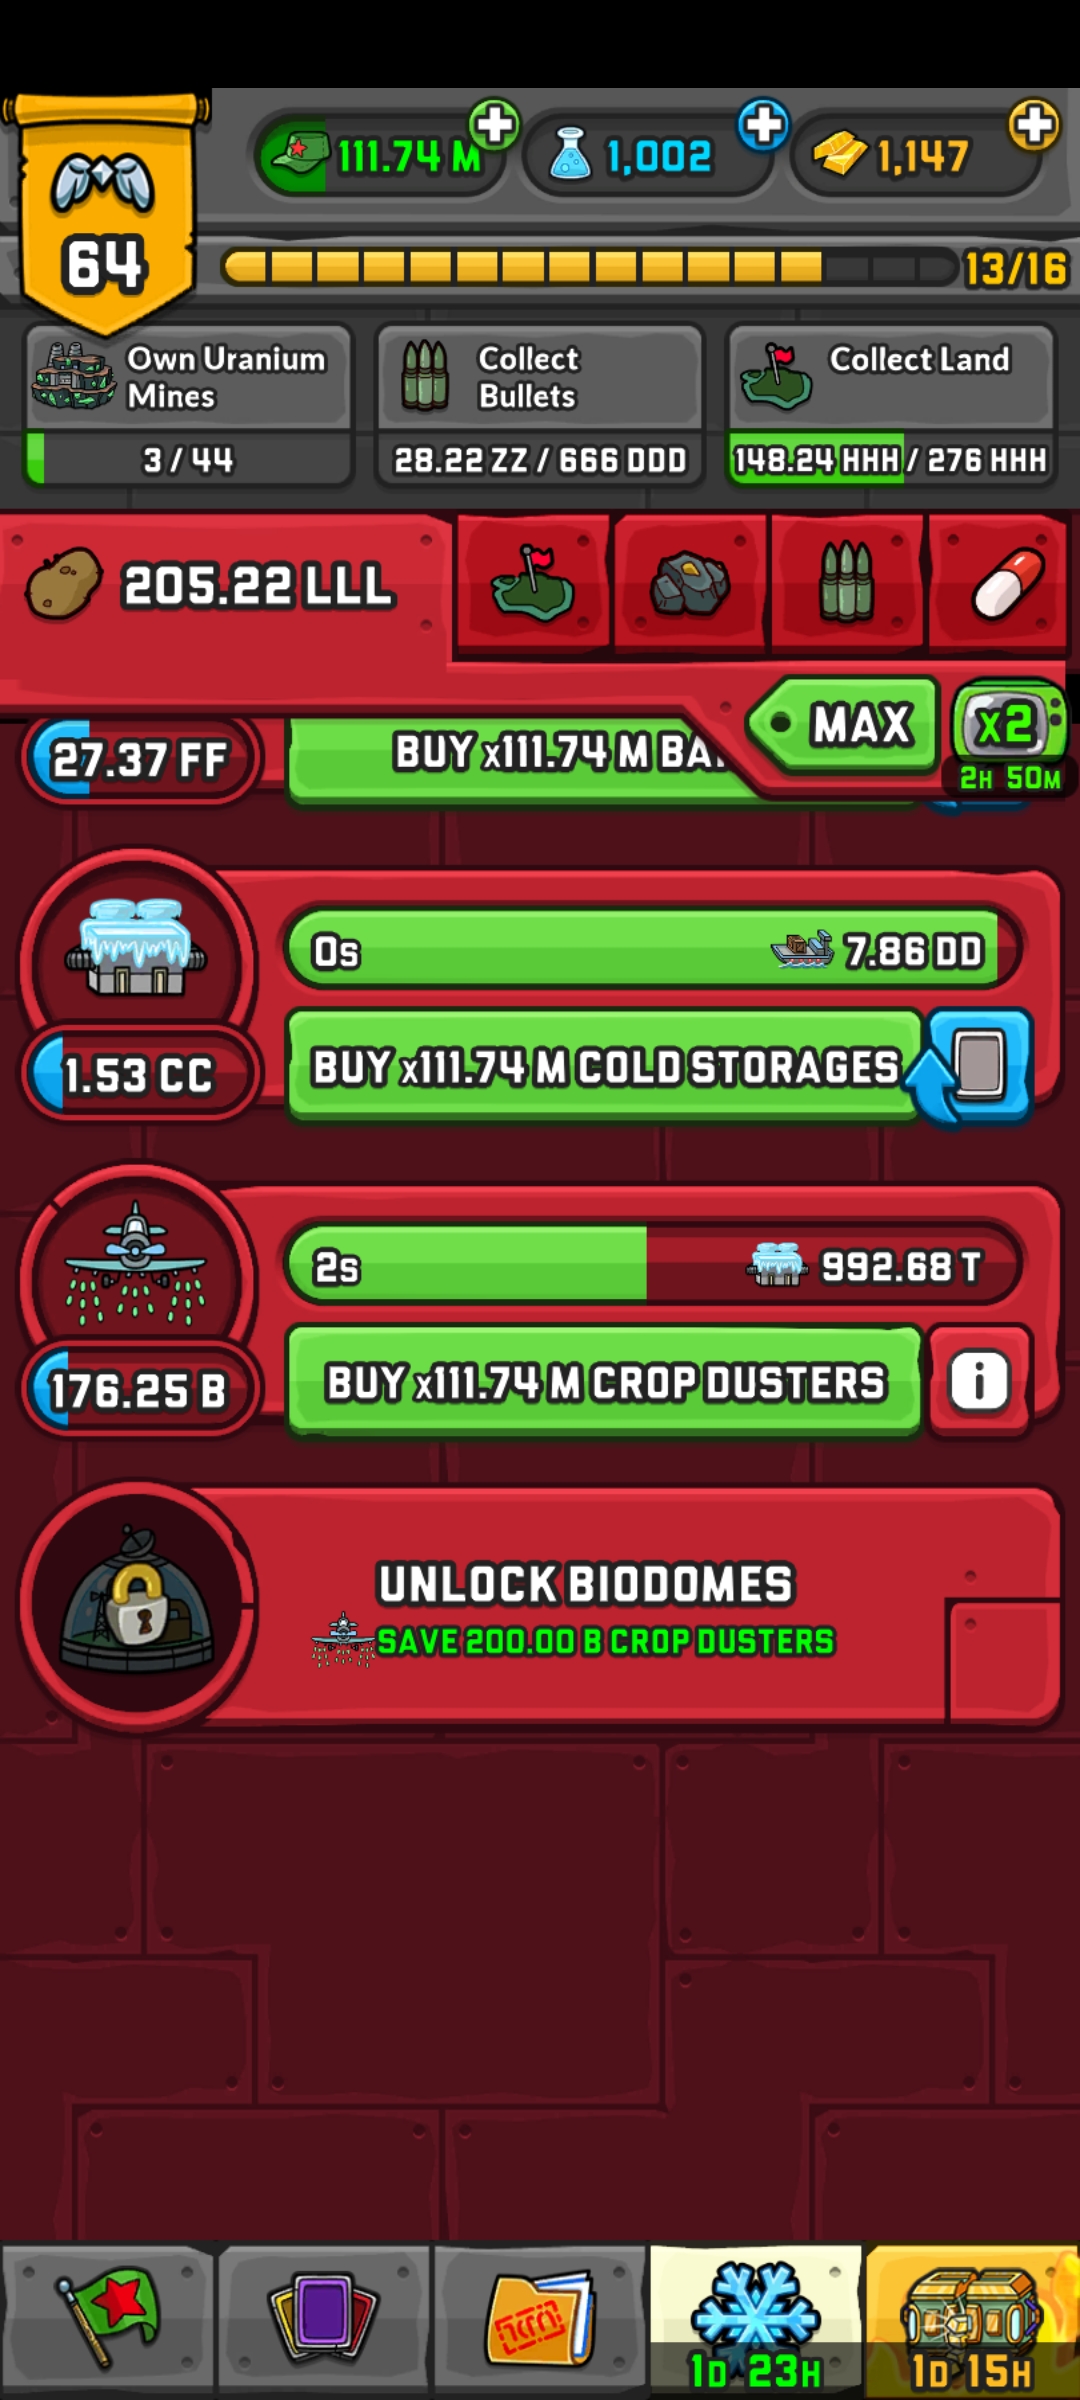 111.74 M
1,002
1,147
64
13/16
Own Uranium
Mines
3 / 44
Collect
Bullets
28.22 ZZ / 666 DDD
Collect Land
148.24 HHH / 276 HHH
205.22 LLL
MAX
X2
2H 50M
27.37 FF
BUY x111.74 M BA
0s
7.86 DD
1.53 CC
BUY x111.74 M COLD STORAGES
2s
992.68 T
176.25 B
BUY x111.74 M CROP DUSTERS
i
UNLOCK BIODOMES
SAVE 200.00 B CROP DUSTERS
1D 23H
1D 15H